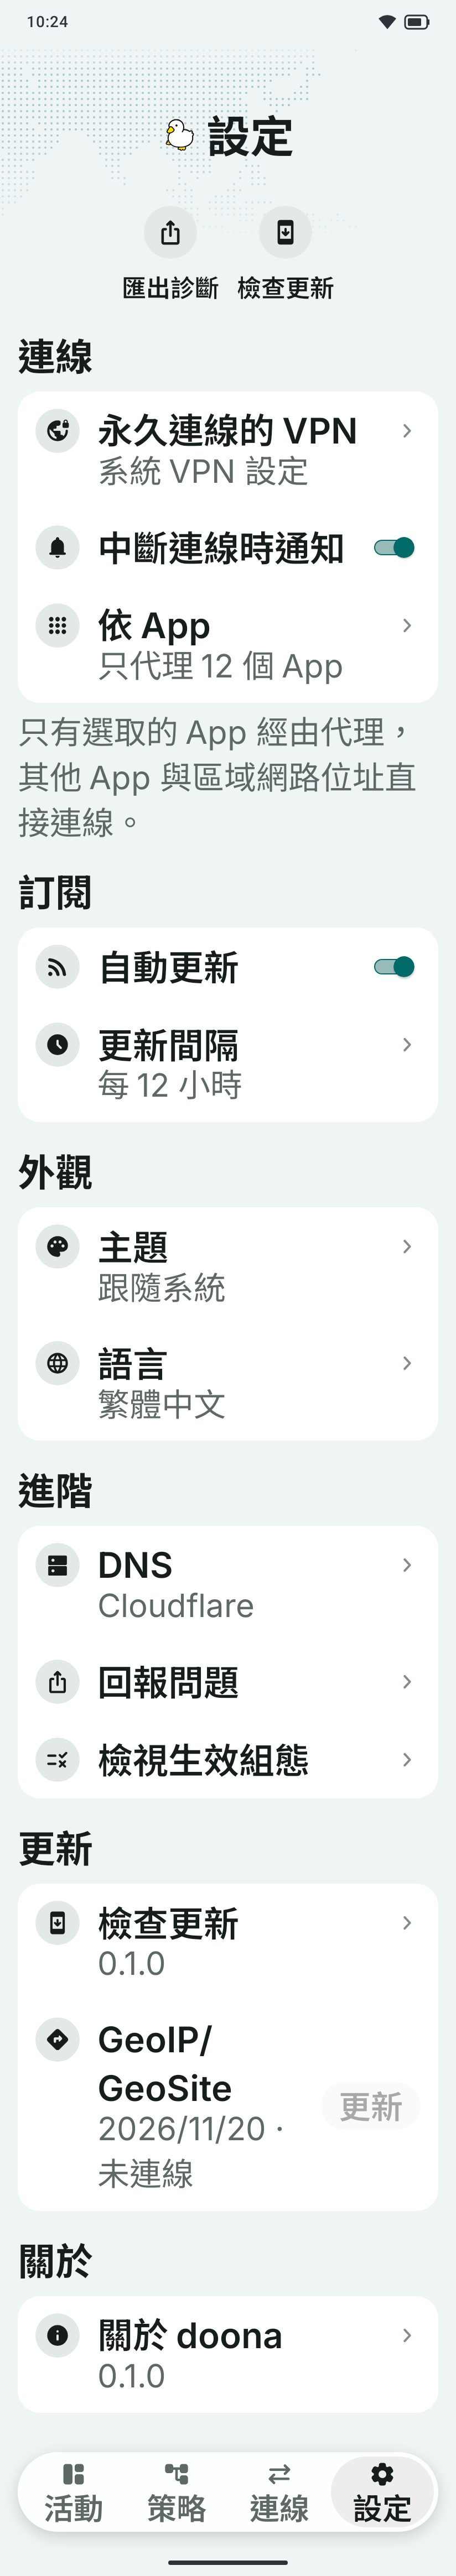 10:24
設定
匯出診斷
檢查更新
連線
永久連線的 VPN
系統 VPN 設定
中斷連線時通知
依 App
只代理 12 個 App
只有選取的 App 經由代理，
其他 App 與區域網路位址直
接連線。
訂閱
自動更新
更新間隔
每 12 小時
外觀
主題
跟隨系統
語言
繁體中文
進階
DNS
Cloudflare
回報問題
檢視生效組態
更新
檢查更新
0.1.0
GeoIP/
GeoSite
2026/11/20 ·
未連線
更新
關於
關於 doona
0.1.0
活動
策略
連線
設定